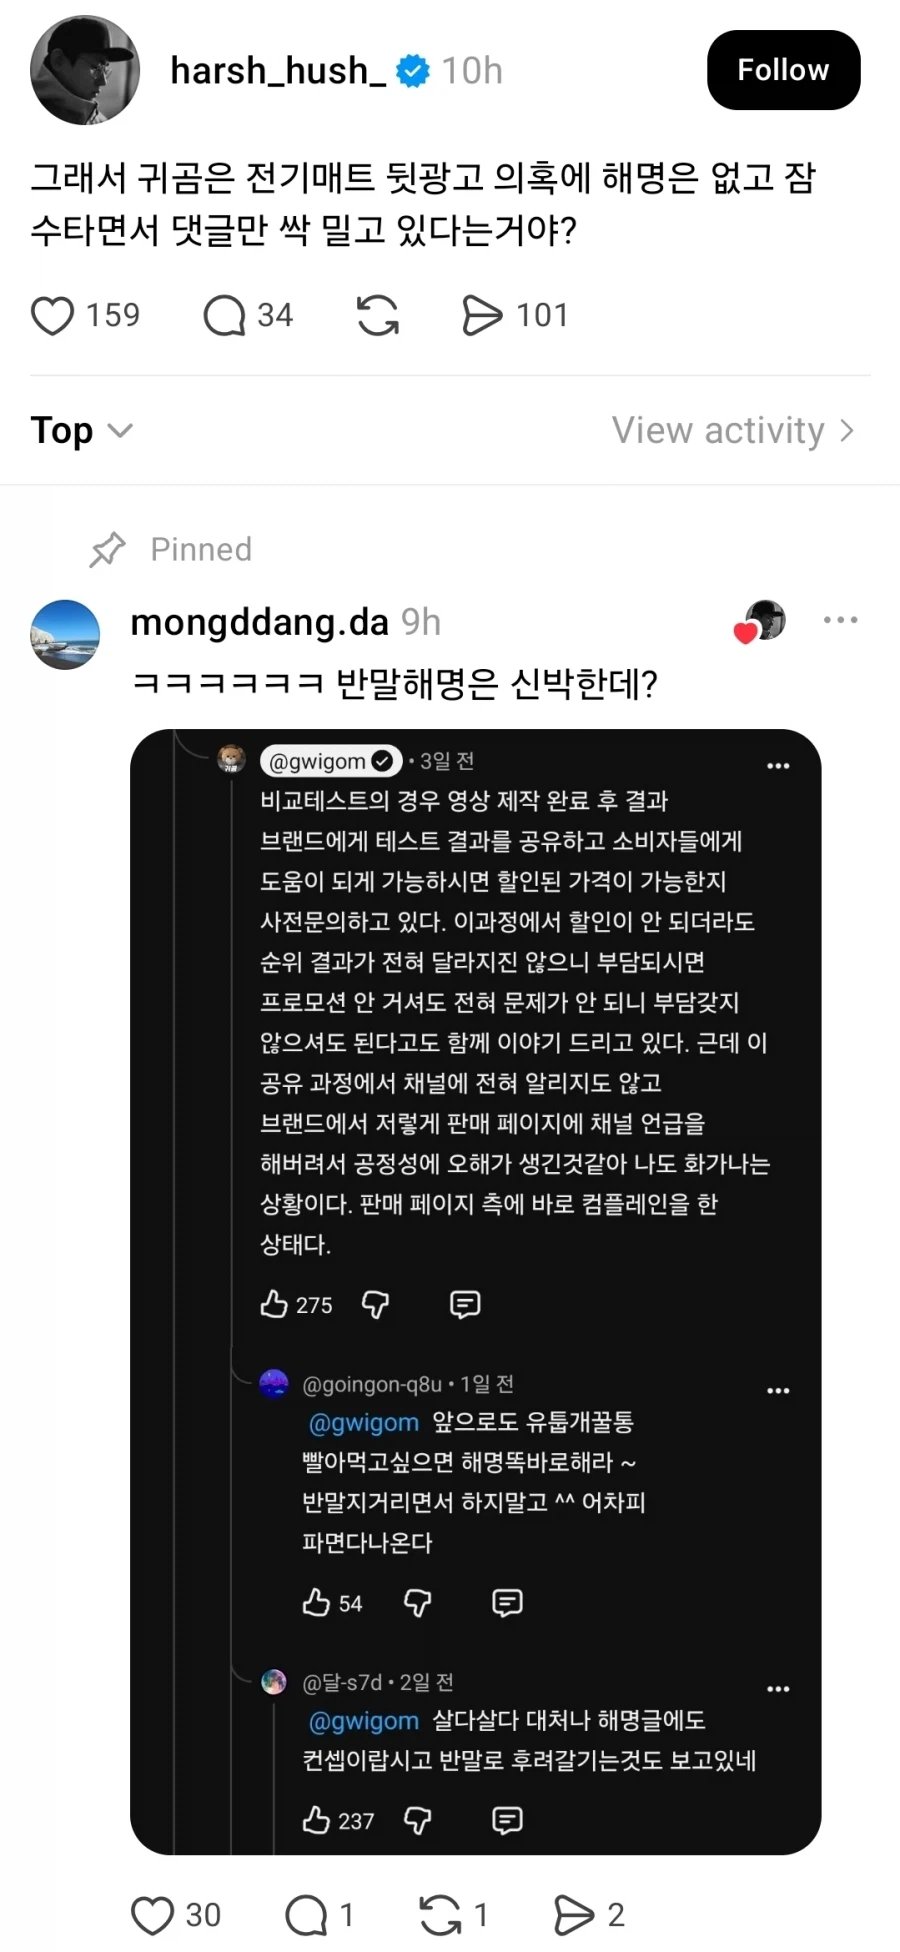 harsh_hush_ 10h
Follow
그래서 귀곰은 전기매트 뒷광고 의혹에 해명은 없고 잠
수타면서 댓글만 싹 밀고 있다는거야?
159 34 101
Top View activity
Pinned
mongddang.da 9h
ㅋㅋㅋㅋㅋㅋ 반말해명은 신박한데?
@gwigom • 3일 전
비교테스트의 경우 영상 제작 완료 후 결과
브랜드에게 테스트 결과를 공유하고 소비자들에게
도움이 되게 가능하시면 할인된 가격이 가능한지
사전문의하고 있다. 이과정에서 할인이 안 되더라도
순위 결과가 전혀 달라지진 않으니 부담되시면
프로모션 안 거셔도 전혀 문제가 안 되니 부담갖지
않으셔도 된다고도 함께 이야기 드리고 있다. 근데 이
공유 과정에서 채널에 전혀 알리지도 않고
브랜드에서 저렇게 판매 페이지에 채널 언급을
해버려서 공정성에 오해가 생긴것같아 나도 화가나는
상황이다. 판매 페이지 측에 바로 컴플레인을 한
상태다.
275
@goingon-q8u • 1일 전
@gwigom 앞으로도 유튭개꿀통
빨아먹고싶으면 해명똑바로해라 ~
반말지거리면서 하지말고 ^^ 어차피
파면다나온다
54
@달-s7d • 2일 전
@gwigom 살다살다 대처나 해명글에도
컨셉이랍시고 반말로 후려갈기는것도 보고있네
237
30 1 1 2